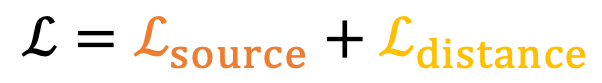 ℒ = ℒsource + ℒdistance